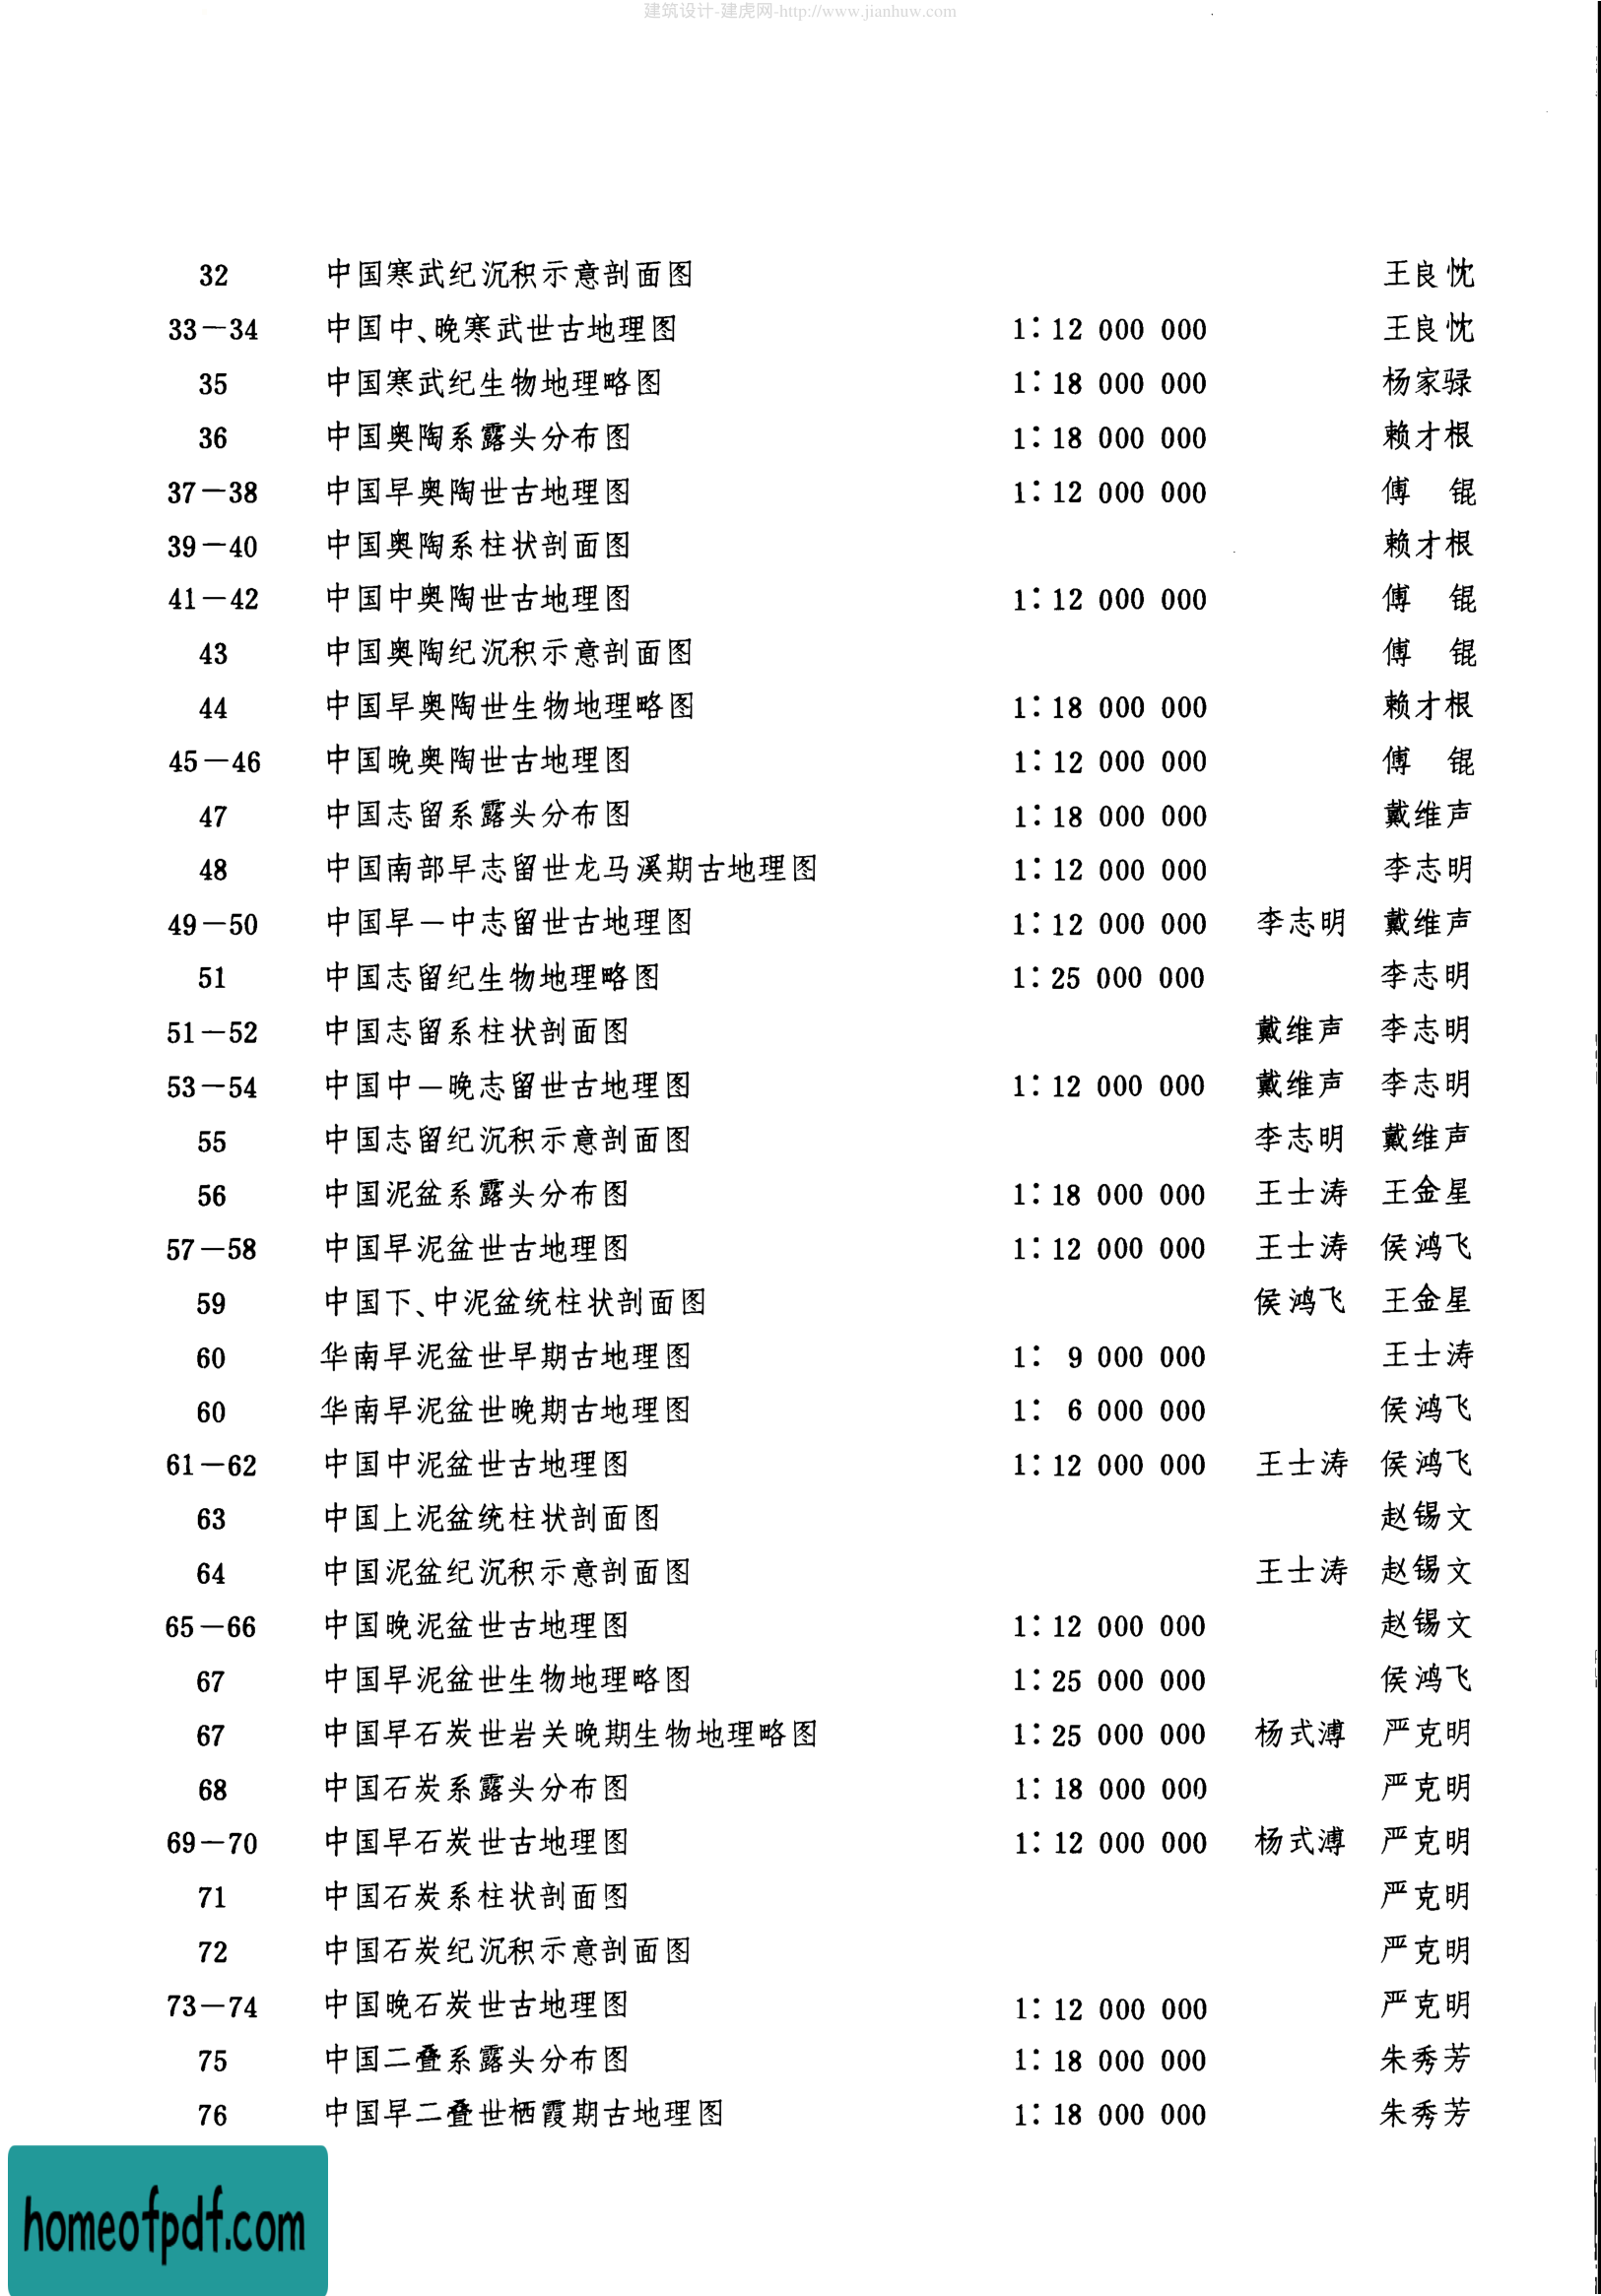 建筑设计-建虎网-http://www.jianhuw.com
32 中国寒武纪沉积示意剖面图 王良忱
33—34 中国中、晚寒武世古地理图 1∶12 000 000 王良忱
35 中国寒武纪生物地理略图 1∶18 000 000 杨家騄
36 中国奥陶系露头分布图 1∶18 000 000 赖才根
37—38 中国早奥陶世古地理图 1∶12 000 000 傅 锟
39—40 中国奥陶系柱状剖面图 赖才根
41—42 中国中奥陶世古地理图 1∶12 000 000 傅 锟
43 中国奥陶纪沉积示意剖面图 傅 锟
44 中国早奥陶世生物地理略图 1∶18 000 000 赖才根
45—46 中国晚奥陶世古地理图 1∶12 000 000 傅 锟
47 中国志留系露头分布图 1∶18 000 000 戴维声
48 中国南部早志留世龙马溪期古地理图 1∶12 000 000 李志明
49—50 中国早—中志留世古地理图 1∶12 000 000 李志明 戴维声
51 中国志留纪生物地理略图 1∶25 000 000 李志明
51—52 中国志留系柱状剖面图 戴维声 李志明
53—54 中国中—晚志留世古地理图 1∶12 000 000 戴维声 李志明
55 中国志留纪沉积示意剖面图 李志明 戴维声
56 中国泥盆系露头分布图 1∶18 000 000 王士涛 王金星
57—58 中国早泥盆世古地理图 1∶12 000 000 王士涛 侯鸿飞
59 中国下、中泥盆统柱状剖面图 侯鸿飞 王金星
60 华南早泥盆世早期古地理图 1∶ 9 000 000 王士涛
60 华南早泥盆世晚期古地理图 1∶ 6 000 000 侯鸿飞
61—62 中国中泥盆世古地理图 1∶12 000 000 王士涛 侯鸿飞
63 中国上泥盆统柱状剖面图 赵锡文
64 中国泥盆纪沉积示意剖面图 王士涛 赵锡文
65—66 中国晚泥盆世古地理图 1∶12 000 000 赵锡文
67 中国早泥盆世生物地理略图 1∶25 000 000 侯鸿飞
67 中国早石炭世岩关晚期生物地理略图 1∶25 000 000 杨式溥 严克明
68 中国石炭系露头分布图 1∶18 000 000 严克明
69—70 中国早石炭世古地理图 1∶12 000 000 杨式溥 严克明
71 中国石炭系柱状剖面图 严克明
72 中国石炭纪沉积示意剖面图 严克明
73—74 中国晚石炭世古地理图 1∶12 000 000 严克明
75 中国二叠系露头分布图 1∶18 000 000 朱秀芳
76 中国早二叠世栖霞期古地理图 1∶18 000 000 朱秀芳
homeofpdf.com